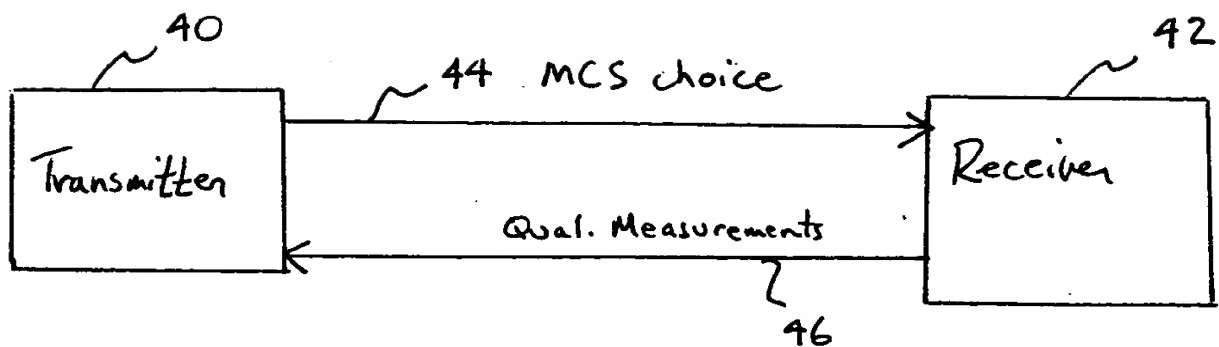 40
42
44 MCS choice
Transmitter
Receiver
Qual. Measurements
46